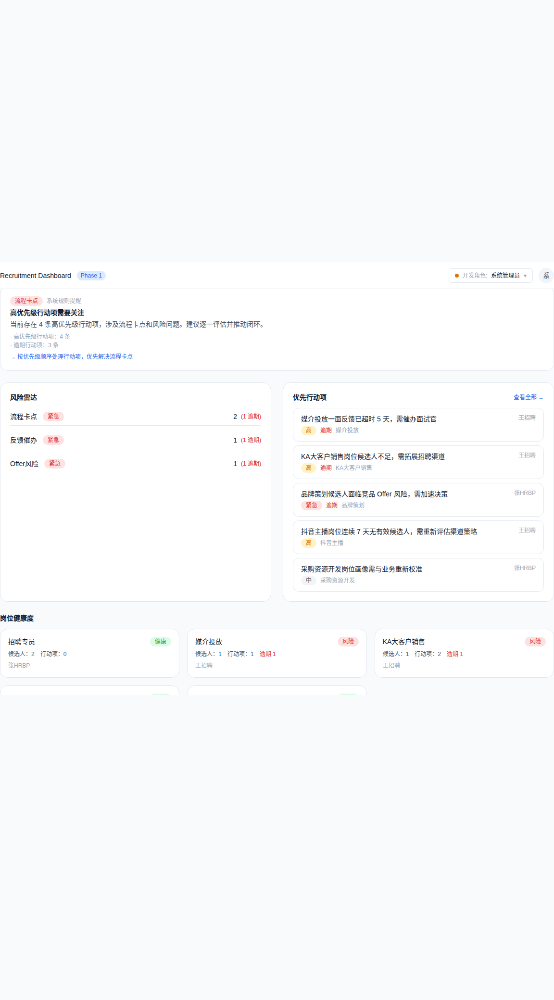 Recruitment Dashboard Phase 1 开发角色: 系统管理员 ▾ 系
流程卡点 系统规则提醒
高优先级行动项需要关注
当前存在 4 条高优先级行动项，涉及流程卡点和风险问题。建议逐一评估并推动闭环。
· 高优先级行动项：4 条
· 逾期行动项：3 条
→ 按优先级顺序处理行动项，优先解决流程卡点
风险雷达
流程卡点 紧急 2 (1 逾期)
反馈催办 紧急 1 (1 逾期)
Offer风险 紧急 1 (1 逾期)
优先行动项 查看全部 →
媒介投放一面反馈已超时 5 天，需催办面试官 王招聘
高 逾期 媒介投放
KA大客户销售岗位候选人不足，需拓展招聘渠道 王招聘
高 逾期 KA大客户销售
品牌策划候选人面临竞品 Offer 风险，需加速决策 张HRBP
紧急 逾期 品牌策划
抖音主播岗位连续 7 天无有效候选人，需重新评估渠道策略 王招聘
高 抖音主播
采购资源开发岗位画像需与业务重新校准 张HRBP
中 采购资源开发
岗位健康度
招聘专员 健康
候选人：2 行动项：0
张HRBP
媒介投放 风险
候选人：1 行动项：1 逾期 1
王招聘
KA大客户销售 风险
候选人：1 行动项：2 逾期 1
王招聘